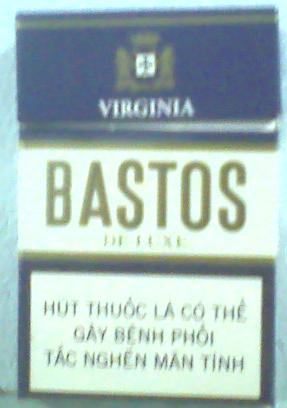 VIRGINIA
BASTOS
DE LUXE
HÚT THUỐC LÁ CÓ THỂ
GÂY BỆNH PHỔI
TẮC NGHẼN MÃN TÍNH